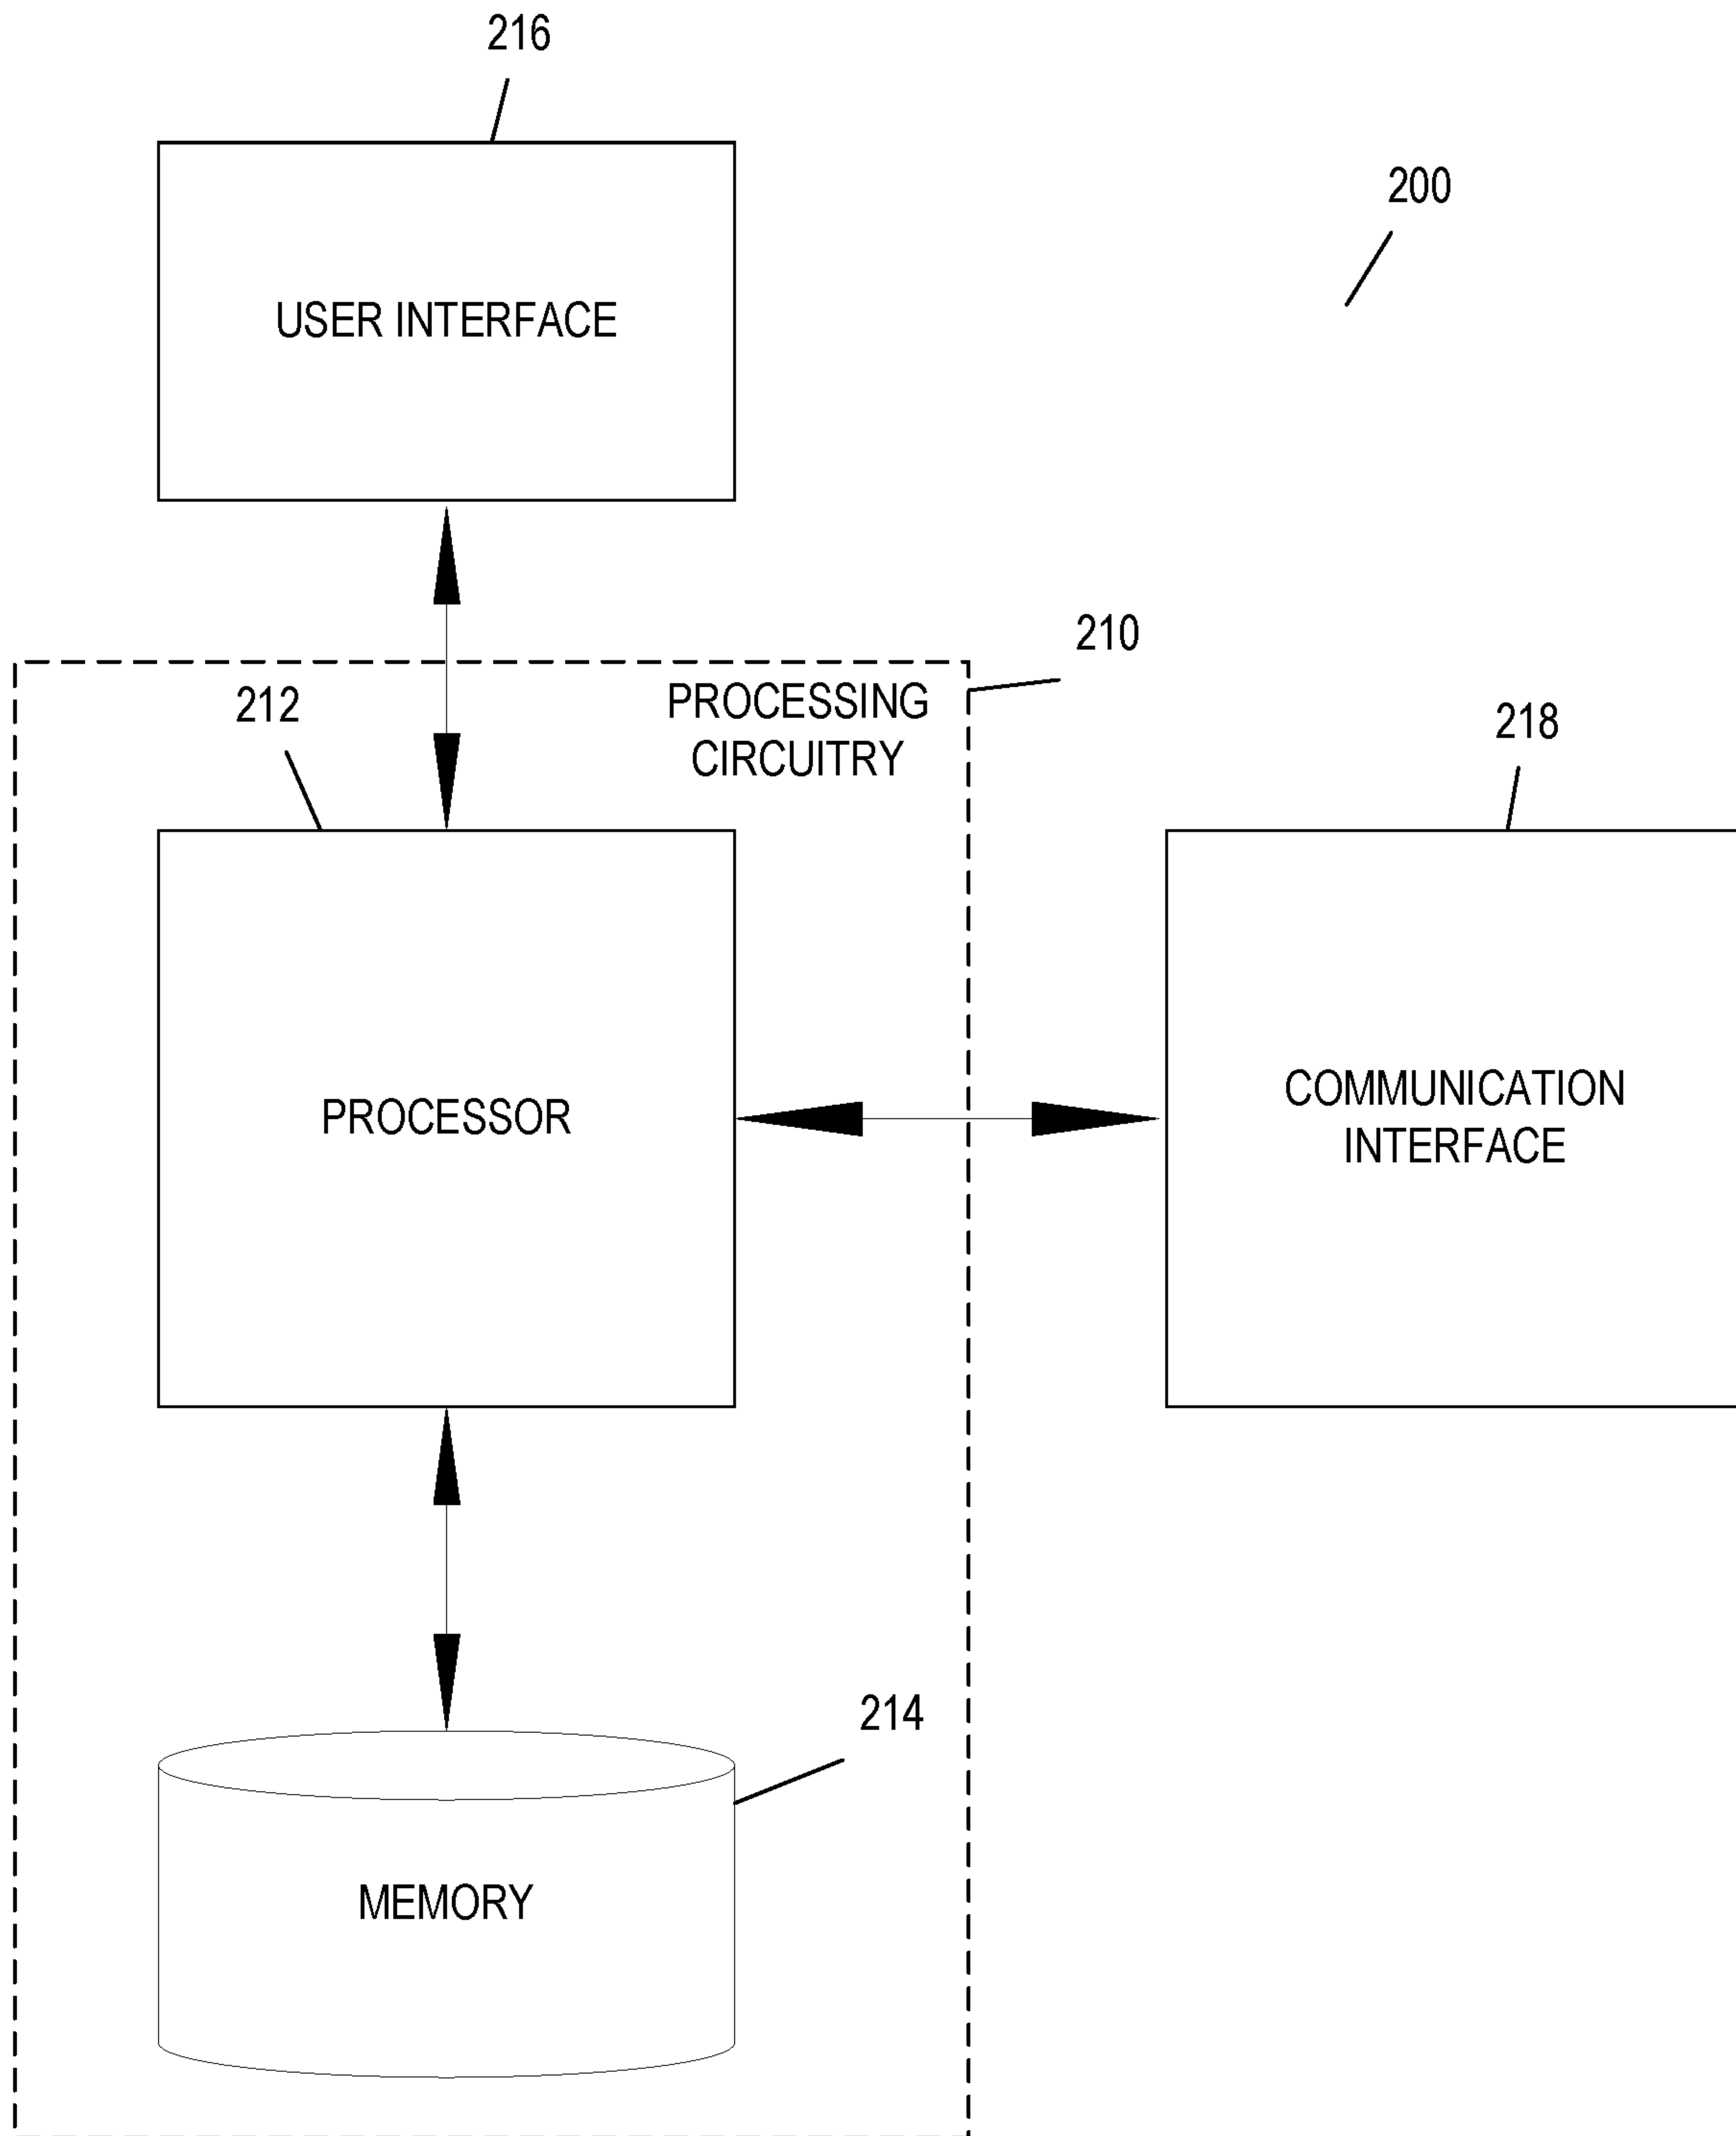 216
200
USER INTERFACE
210
212
PROCESSING
CIRCUITRY
218
PROCESSOR
COMMUNICATION
INTERFACE
214
MEMORY